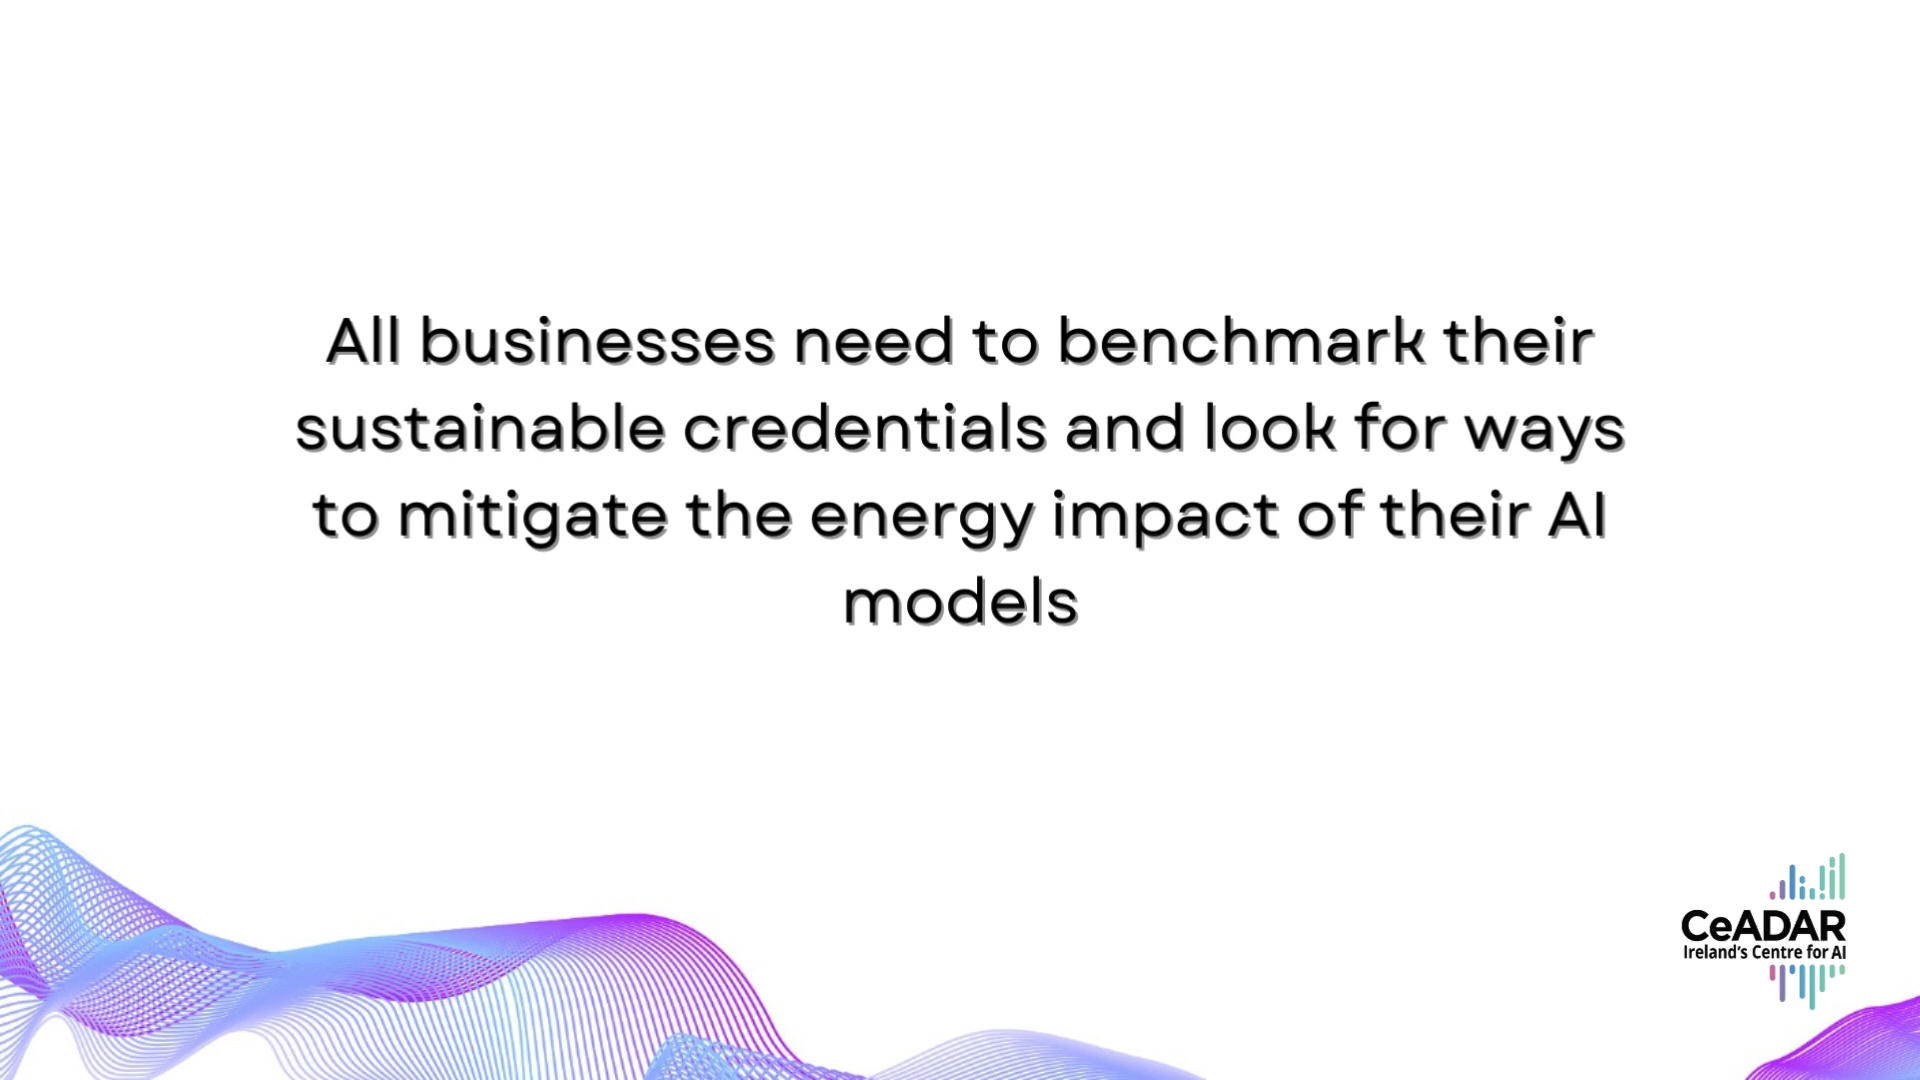 All businesses need to benchmark their
sustainable credentials and look for ways
to mitigate the energy impact of their AI
models
CeADAR
Ireland's Centre for AI